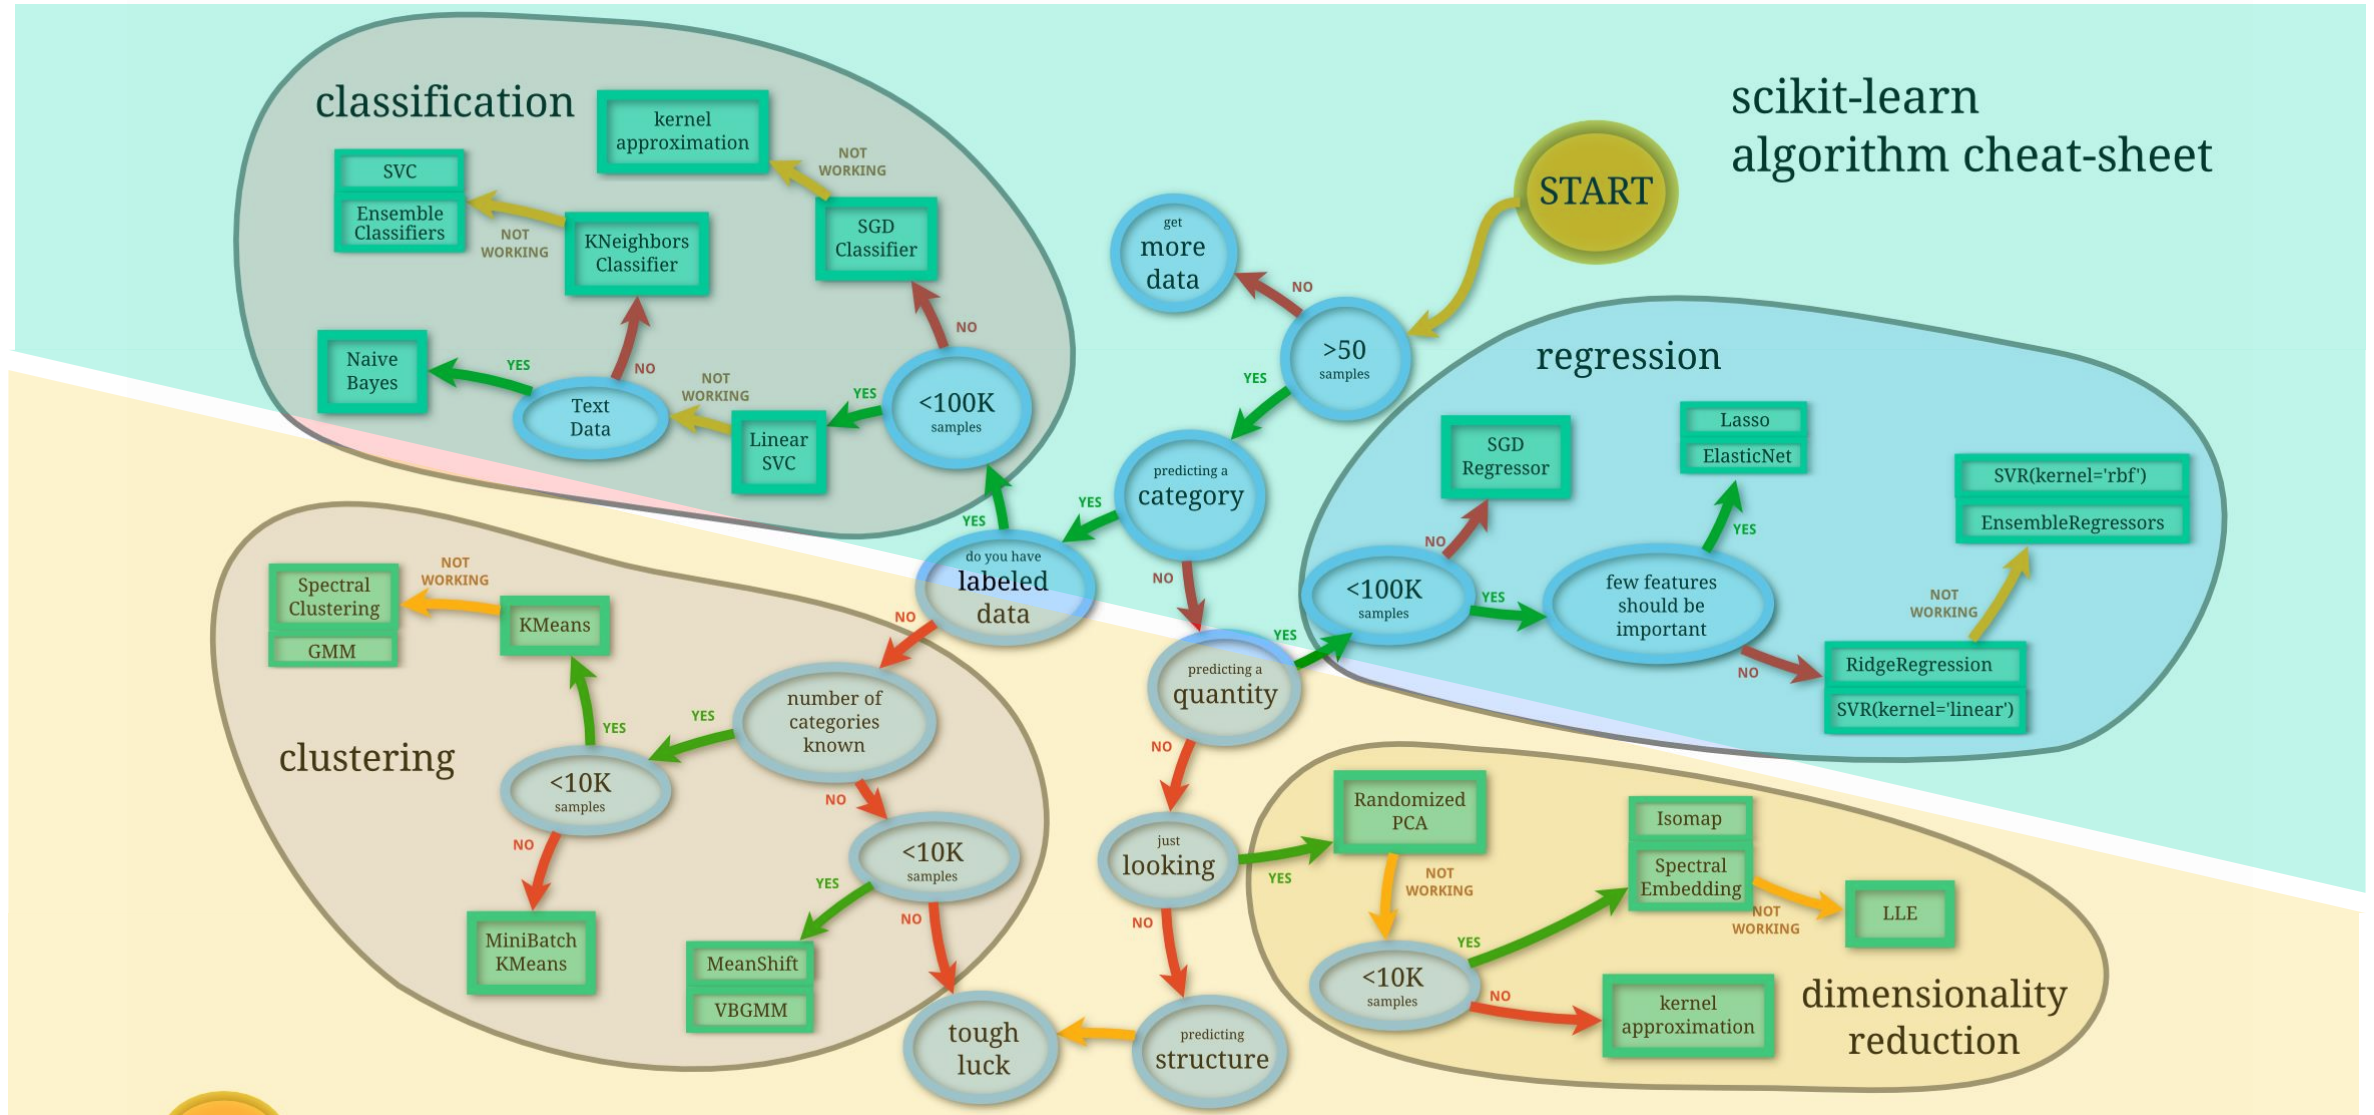 scikit-learn
algorithm cheat-sheet
START
get
more
data
NO
>50
samples
YES
predicting a
category
YES
NO
do you have
labeled
data
YES
NO
predicting a
quantity
YES
NO
just
looking
YES
NO
predicting
structure
tough
luck
classification
kernel
approximation
NOT
WORKING
SGD
Classifier
NO
<100K
samples
YES
Linear
SVC
NOT
WORKING
Text
Data
YES
Naive
Bayes
NO
KNeighbors
Classifier
NOT
WORKING
SVC
Ensemble
Classifiers
regression
<100K
samples
NO
SGD
Regressor
YES
few features
should be
important
YES
Lasso
ElasticNet
NO
RidgeRegression
SVR(kernel='linear')
NOT
WORKING
SVR(kernel='rbf')
EnsembleRegressors
clustering
number of
categories
known
YES
<10K
samples
YES
KMeans
NOT
WORKING
Spectral
Clustering
GMM
NO
MiniBatch
KMeans
NO
<10K
samples
YES
MeanShift
VBGMM
NO
dimensionality
reduction
Randomized
PCA
NOT
WORKING
<10K
samples
YES
Isomap
Spectral
Embedding
NOT
WORKING
LLE
NO
kernel
approximation